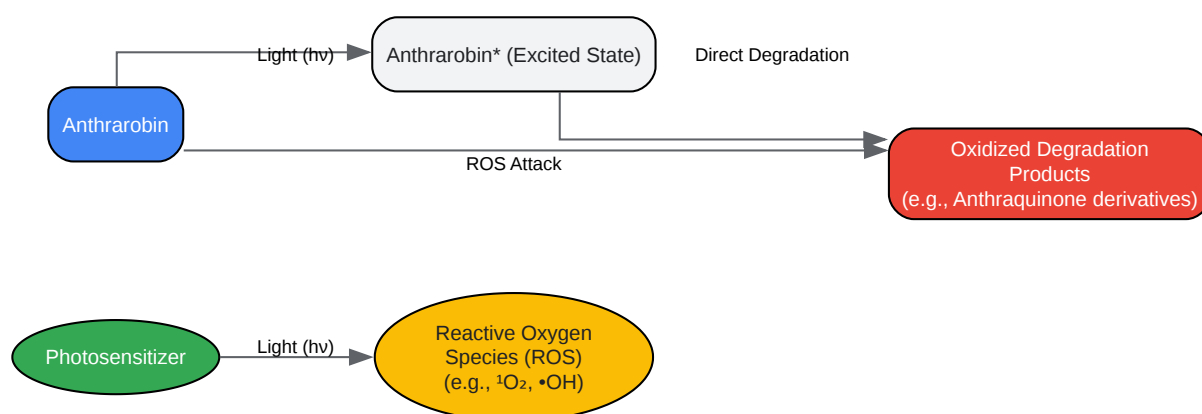 Light (hν)
Anthrarobin* (Excited State)
Direct Degradation
Anthrarobin
ROS Attack
Oxidized Degradation
Products
(e.g., Anthraquinone derivatives)
Photosensitizer
Light (hν)
Reactive Oxygen
Species (ROS)
(e.g., ¹O₂, •OH)